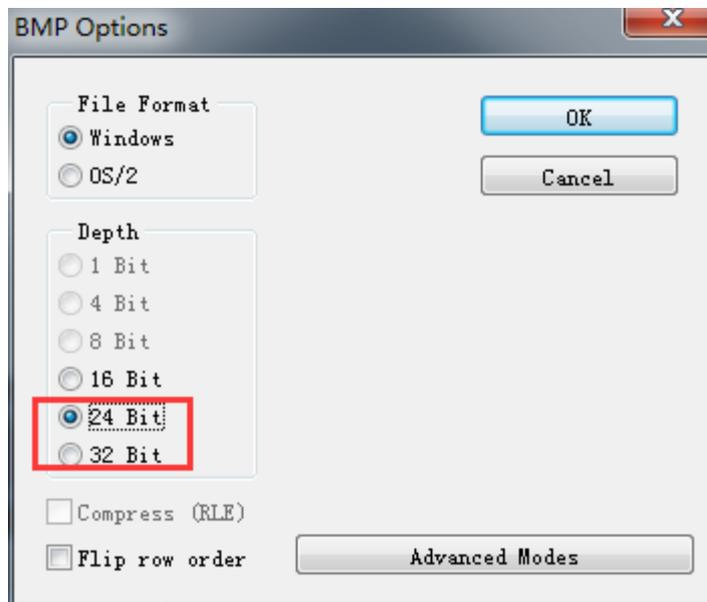 BMP Options
File Format
Windows
OS/2
OK
Cancel
Depth
1 Bit
4 Bit
8 Bit
16 Bit
24 Bit
32 Bit
Compress (RLE)
Flip row order
Advanced Modes